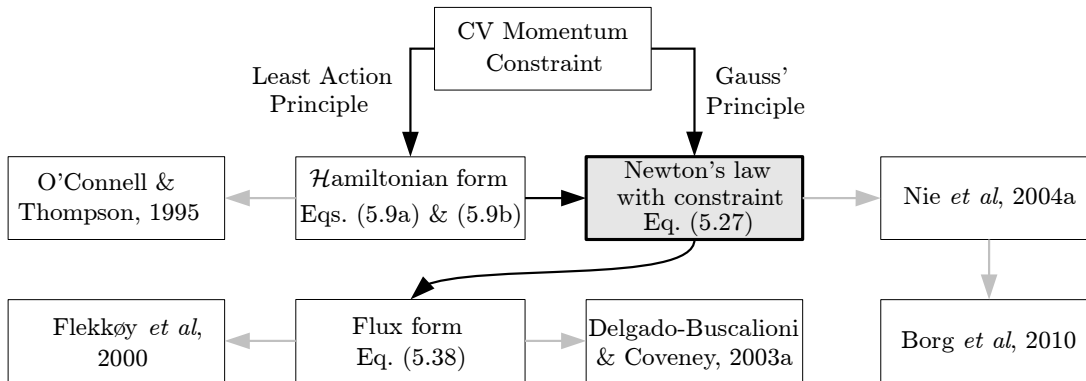 CV Momentum
Constraint
Least Action
Principle
Gauss'
Principle
O'Connell &
Thompson, 1995
ℋamiltonian form
Eqs. (5.9a) & (5.9b)
Newton's law
with constraint
Eq. (5.27)
Nie et al, 2004a
Flekkøy et al,
2000
Flux form
Eq. (5.38)
Delgado-Buscalioni
& Coveney, 2003a
Borg et al, 2010